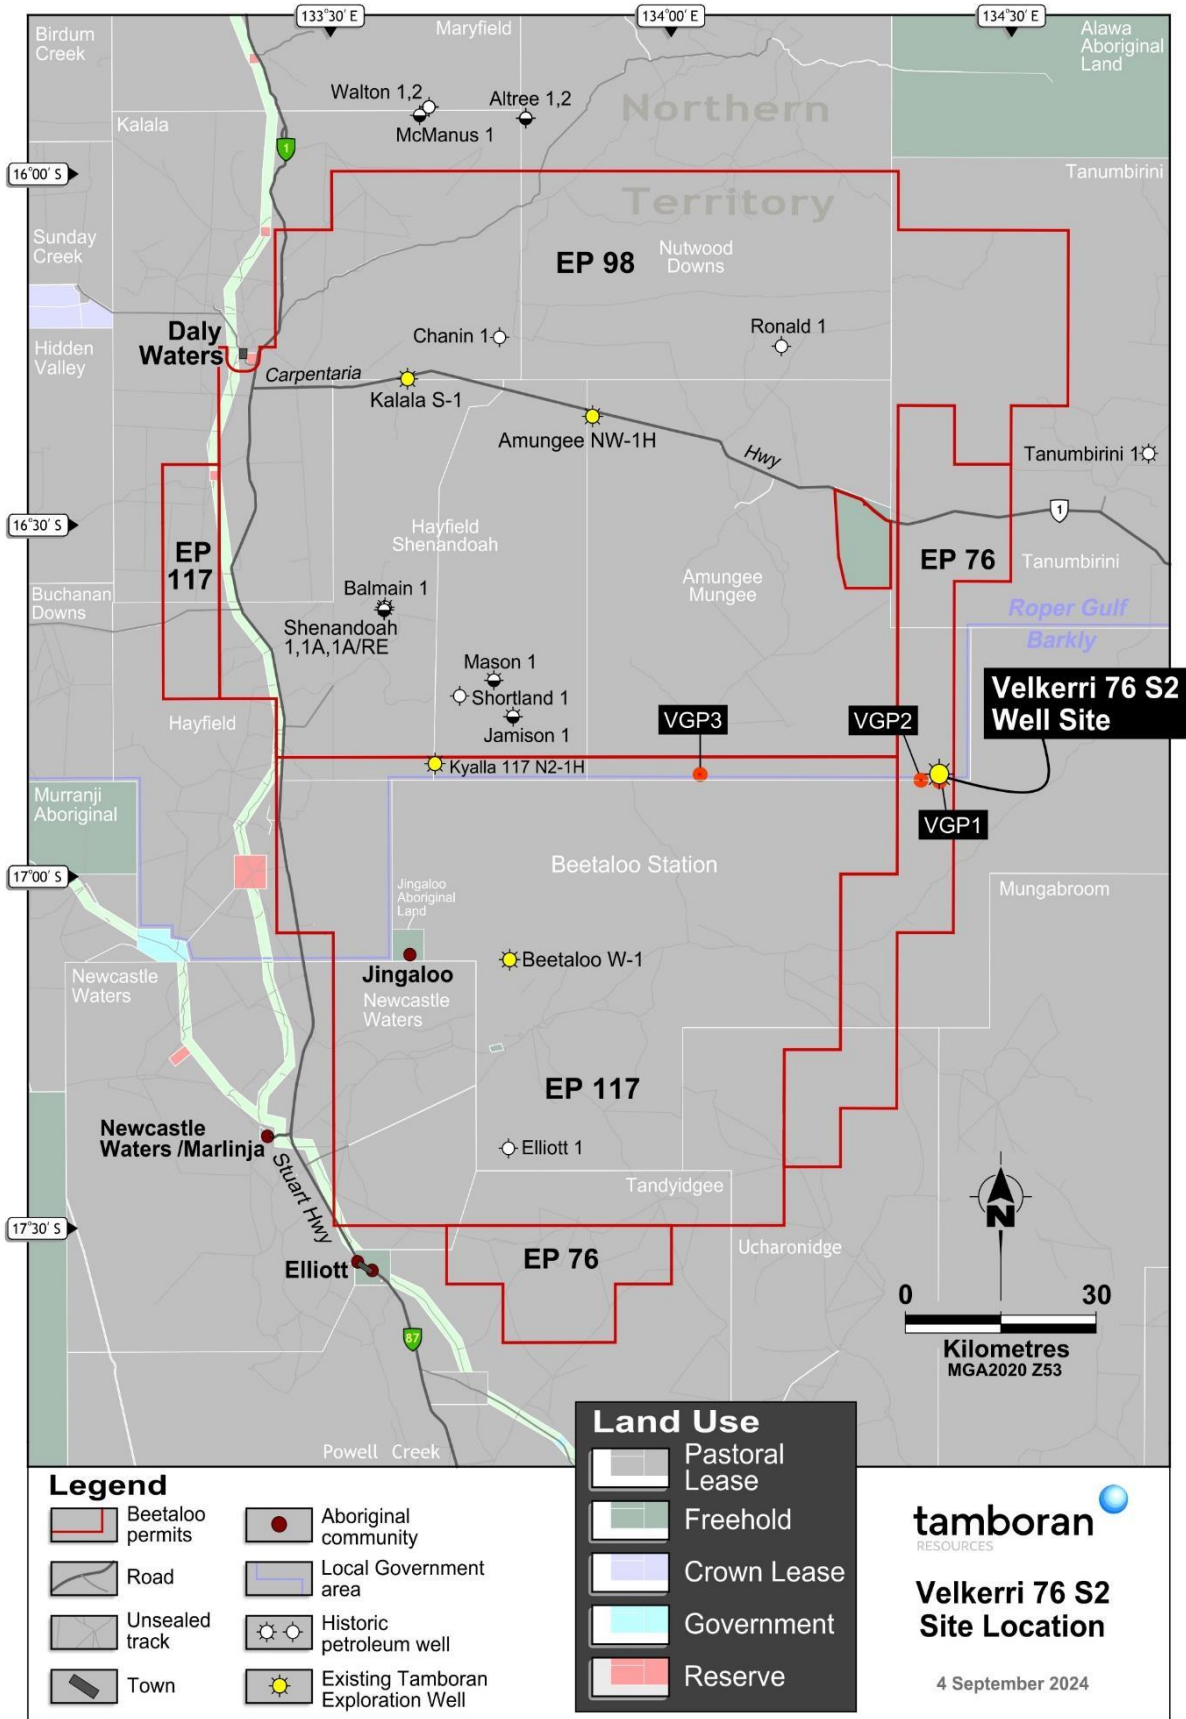 133°30' E
134°00' E
134°30' E
Birdum
Creek
Maryfield
Alawa
Aboriginal
Land
Walton 1,2
Altree 1,2
McManus 1
Northern
Kalala
1
16°00' S
Tanumbirini
Territory
Sunday
Creek
EP 98
Nutwood
Downs
Daly
Waters
Hidden
Valley
Chanin 1
Ronald 1
Carpentaria
Kalala S-1
Amungee NW-1H
Hwy
Tanumbirini 1
16°30' S
1
Hayfield
Shenandoah
EP
117
EP 76
Tanumbirini
Amungee
Mungee
Buchanan
Downs
Balmain 1
Shenandoah
1,1A,1A/RE
Roper Gulf
Barkly
Mason 1
Shortland 1
Jamison 1
Velkerri 76 S2
Well Site
Hayfield
VGP3
VGP2
Kyalla 117 N2-1H
Murranji
Aboriginal
VGP1
Beetaloo Station
17°00' S
Jingaloo
Aboriginal
Land
Mungabroom
Beetaloo W-1
Jingaloo
Newcastle
Waters
Newcastle
Waters
EP 117
Newcastle
Waters /Marlinja
Elliott 1
Stuart Hwy
Tandyidgee
17°30' S
N
Ucharonidge
Elliott
EP 76
0 30
Kilometres
MGA2020 Z53
87
Powell Creek
Legend
Beetaloo
permits
Road
Unsealed
track
Town
Aboriginal
community
Local Government
area
Historic
petroleum well
Existing Tamboran
Exploration Well
Land Use
Pastoral
Lease
Freehold
Crown Lease
Government
Reserve
tamboran
RESOURCES
Velkerri 76 S2
Site Location
4 September 2024